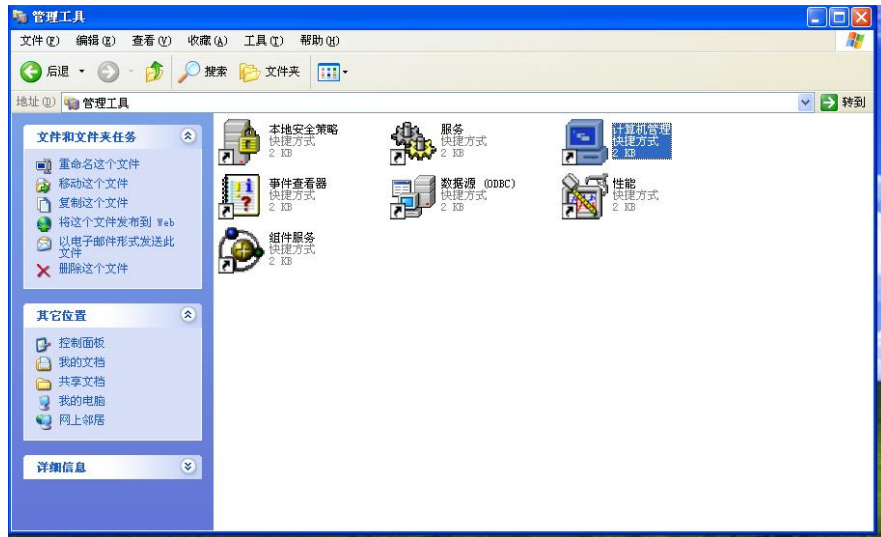 管理工具
文件(F) 编辑(E) 查看(V) 收藏(A) 工具(T) 帮助(H)
后退 搜索 文件夹
地址(D) 管理工具 转到
文件和文件夹任务
重命名这个文件
移动这个文件
复制这个文件
将这个文件发布到 Web
以电子邮件形式发送此
文件
删除这个文件
其它位置
控制面板
我的文档
共享文档
我的电脑
网上邻居
详细信息
本地安全策略
快捷方式
2 KB
服务
快捷方式
2 KB
计算机管理
快捷方式
2 KB
事件查看器
快捷方式
2 KB
数据源 (ODBC)
快捷方式
2 KB
性能
快捷方式
2 KB
组件服务
快捷方式
2 KB